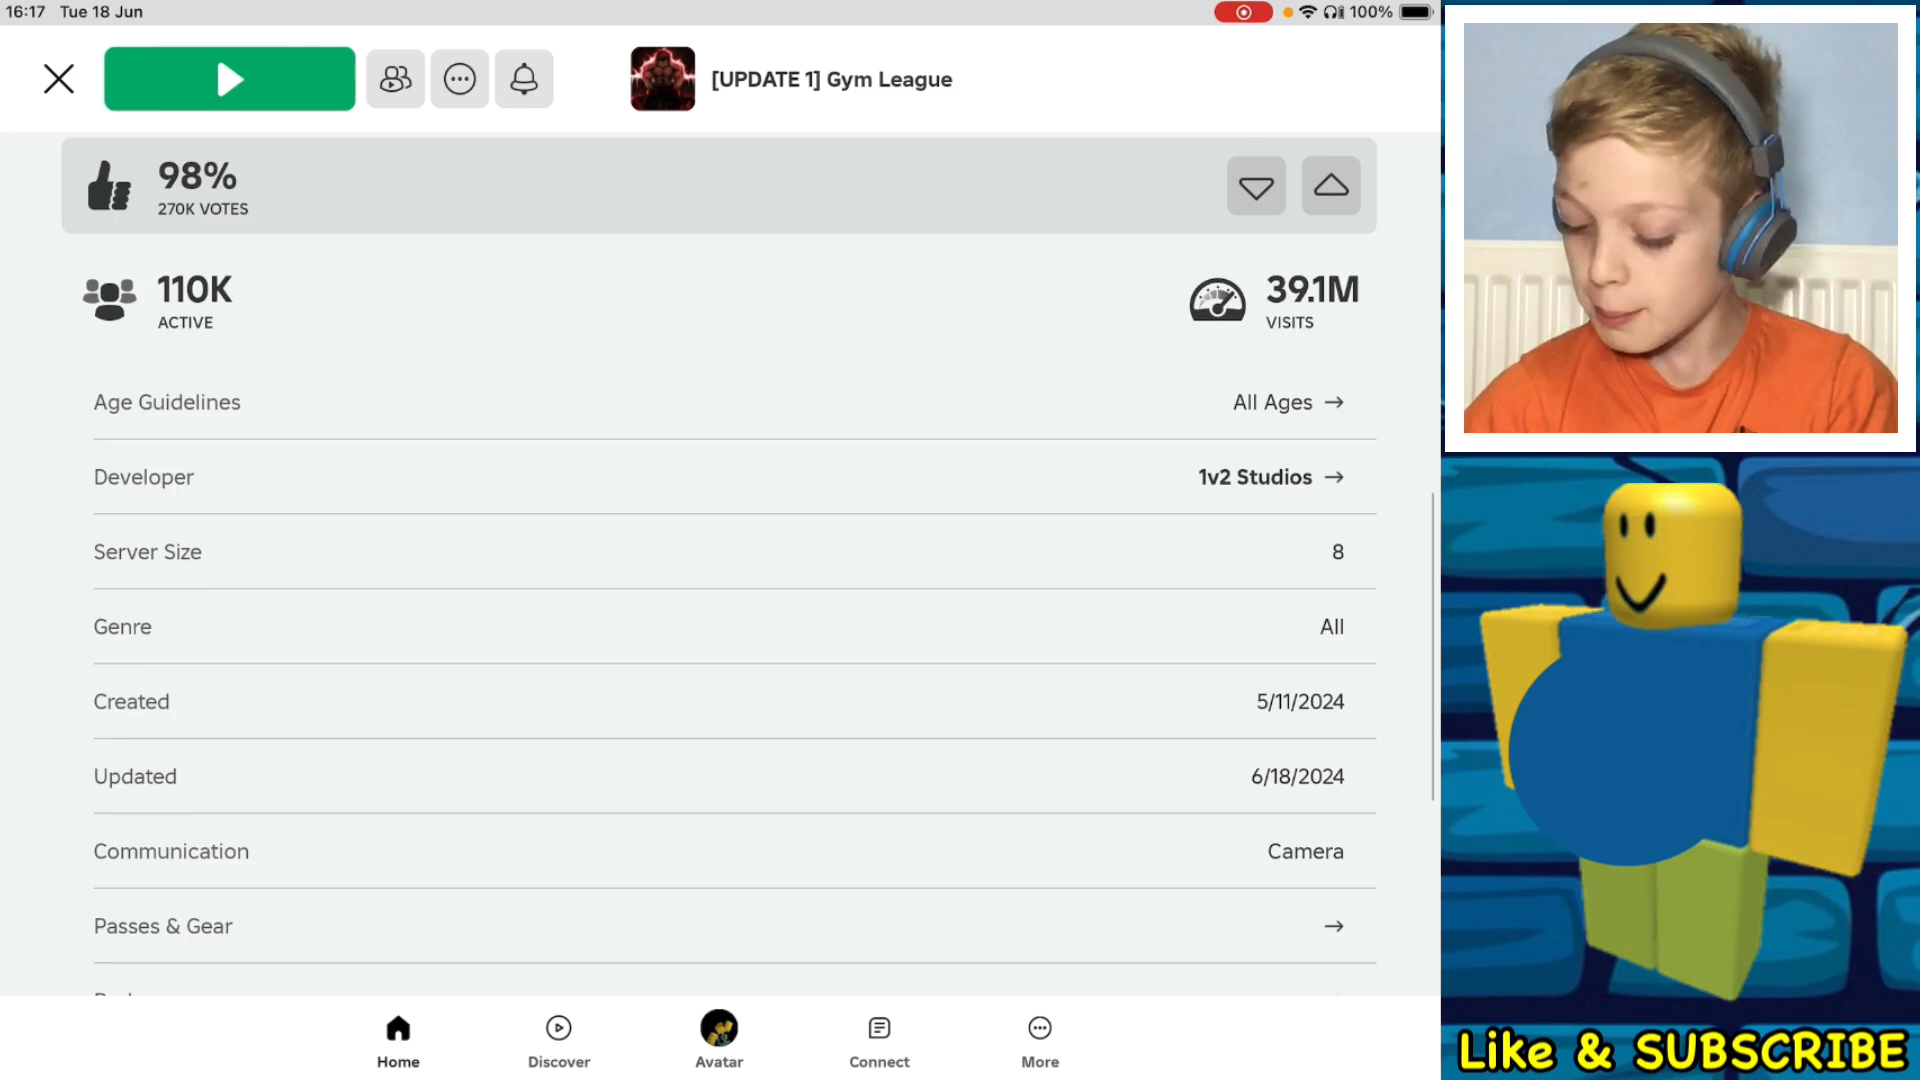 16:17 Tue 18 Jun
100%
[UPDATE 1] Gym League
98%
270K VOTES
110K
ACTIVE
39.1M
VISITS
Age Guidelines
All Ages →
Developer
1v2 Studios →
Server Size
8
Genre
All
Created
5/11/2024
Updated
6/18/2024
Communication
Camera
Passes & Gear
→
Home
Discover
Avatar
Connect
More
Like & SUBSCRIBE